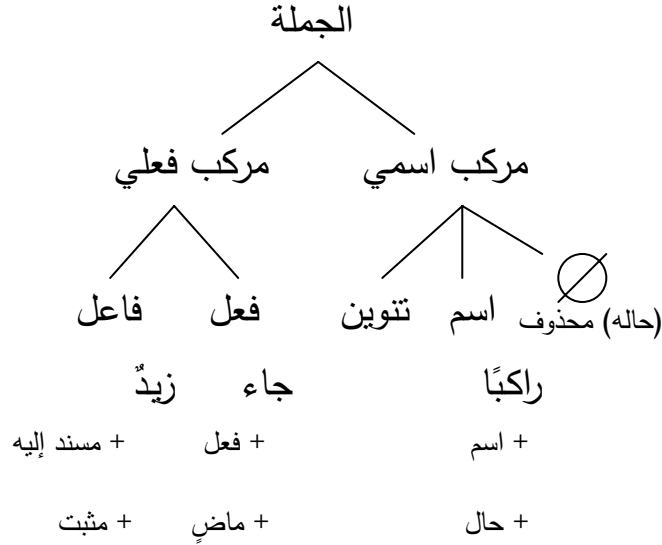 الجملة
مركب اسمي مركب فعلي
(حاله) محذوف اسم تنوين فعل فاعل
راكبًا جاء زيدٌ
+ اسم + فعل + مسند إليه
+ حال + ماضٍ + مثبت